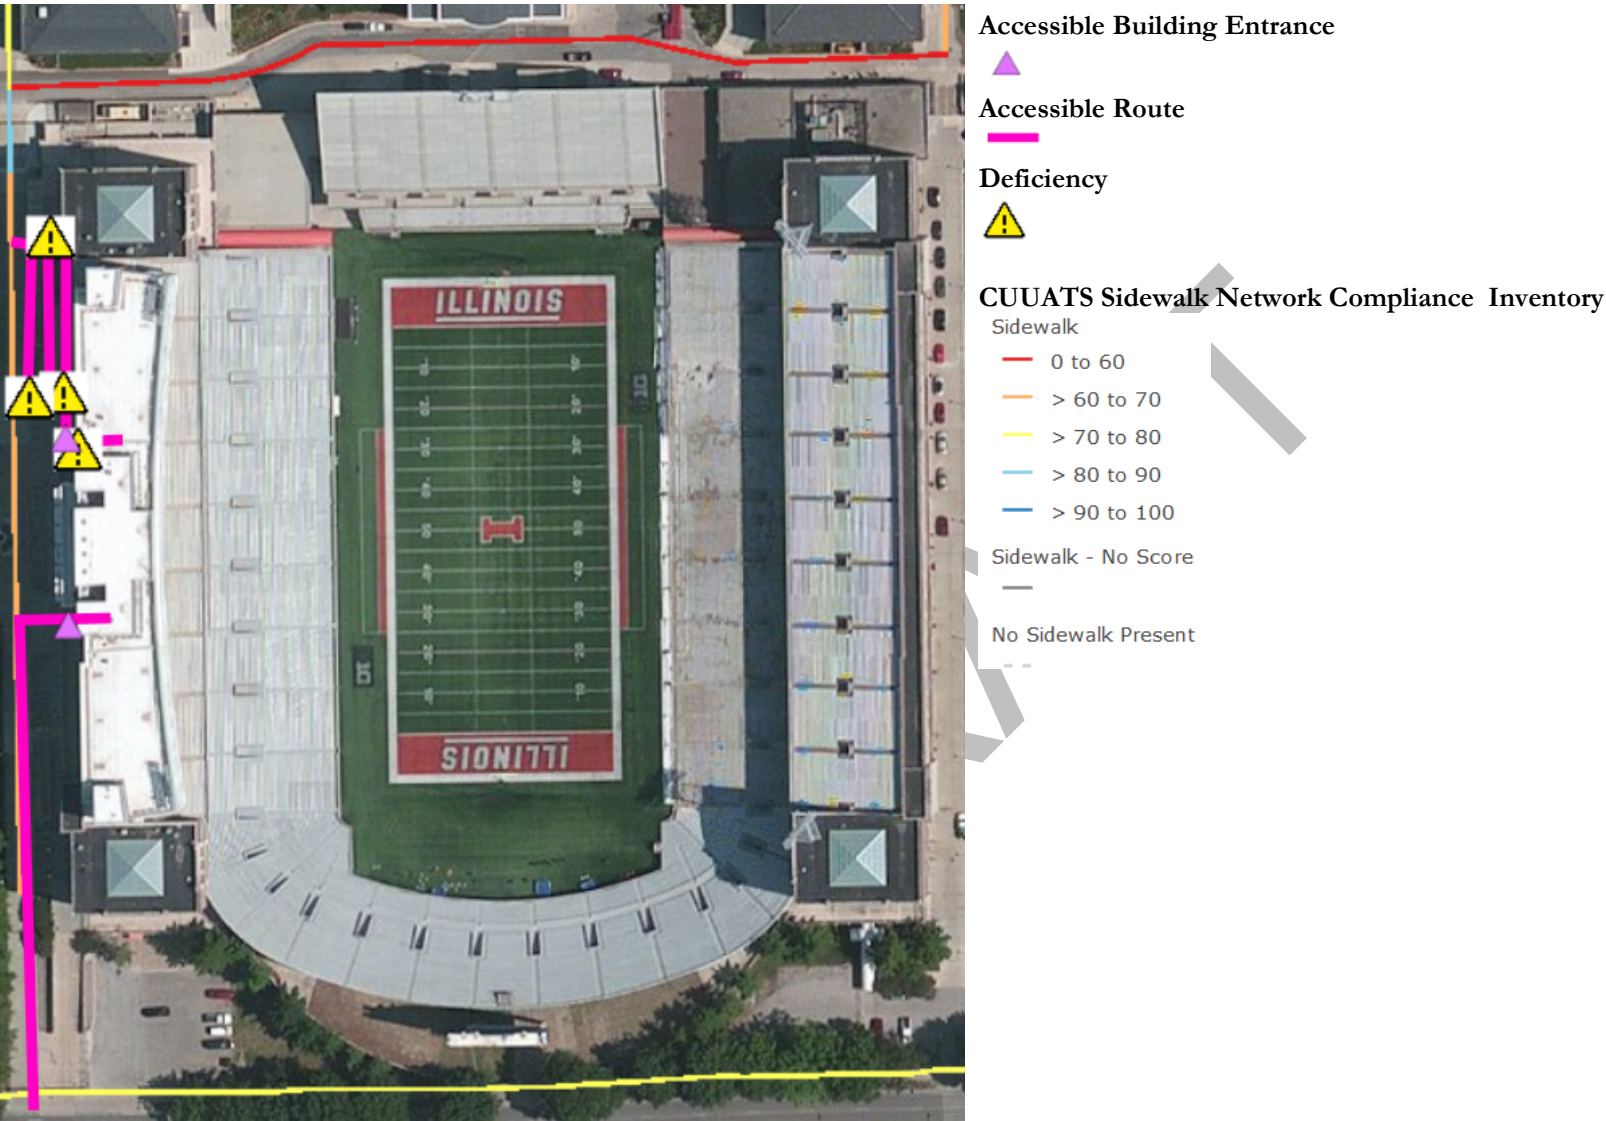 Accessible Building Entrance
Accessible Route
Deficiency
CUUATS Sidewalk Network Compliance Inventory
Sidewalk
0 to 60
> 60 to 70
> 70 to 80
> 80 to 90
> 90 to 100
Sidewalk - No Score
No Sidewalk Present
ILLINOIS
I
ILLINOIS